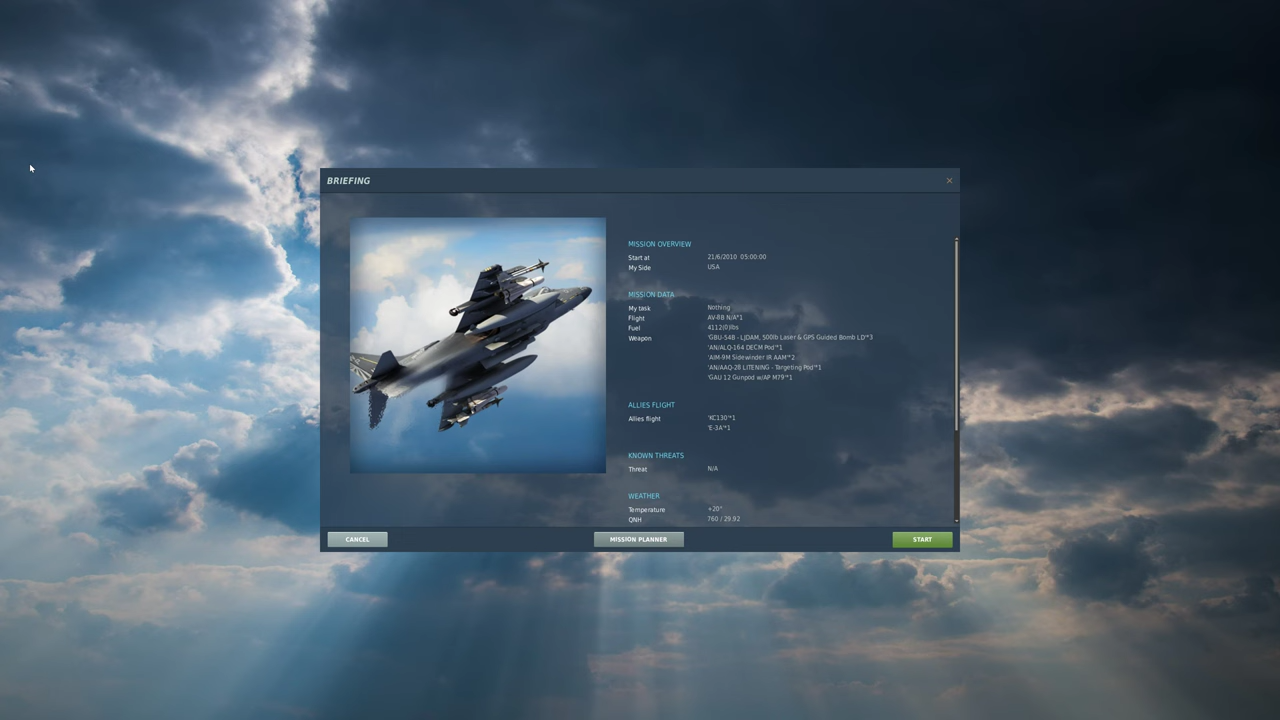 BRIEFING
MISSION OVERVIEW
Start at 21/6/2010 05:00:00
My Side USA
MISSION DATA
My task Nothing
Flight AV-8B N/A*1
Fuel 4112(0)lbs
Weapon 'GBU-54B - LJDAM, 500lb Laser & GPS Guided Bomb LD'*3
'AN/ALQ-164 DECM Pod'*1
'AIM-9M Sidewinder IR AAM'*2
'AN/AAQ-28 LITENING - Targeting Pod'*1
'GAU 12 Gunpod w/AP M79'*1
ALLIES FLIGHT
Allies flight 'KC130'*1
'E-3A'*1
KNOWN THREATS
Threat N/A
WEATHER
Temperature +20°
QNH 760 / 29.92
CANCEL MISSION PLANNER START